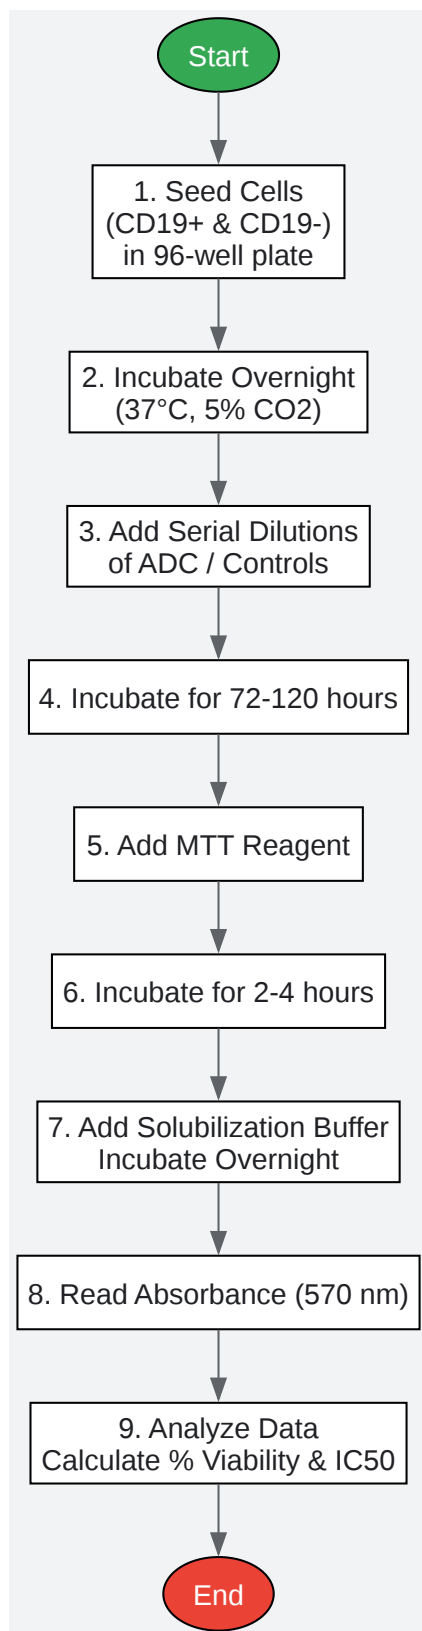 Start
1. Seed Cells
(CD19+ & CD19-)
in 96-well plate
2. Incubate Overnight
(37°C, 5% CO2)
3. Add Serial Dilutions
of ADC / Controls
4. Incubate for 72-120 hours
5. Add MTT Reagent
6. Incubate for 2-4 hours
7. Add Solubilization Buffer
Incubate Overnight
8. Read Absorbance (570 nm)
9. Analyze Data
Calculate % Viability & IC50
End